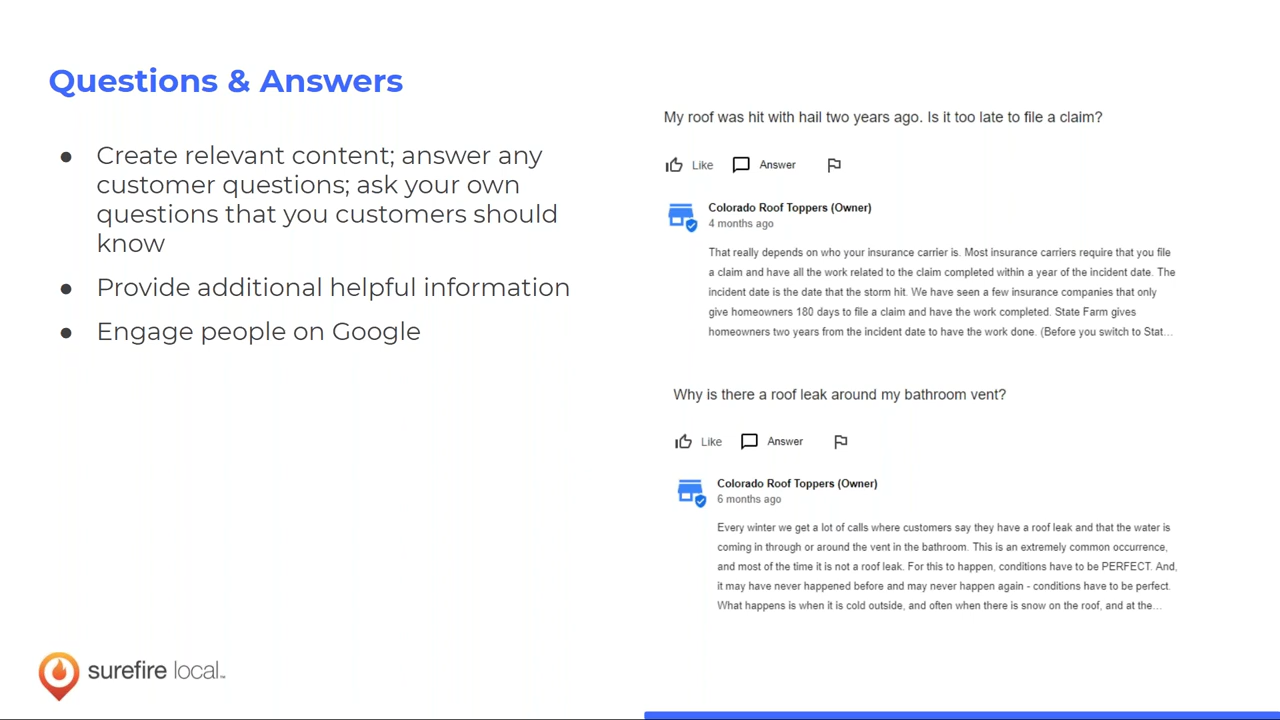 Questions & Answers
● Create relevant content; answer any
customer questions; ask your own
questions that you customers should
know
● Provide additional helpful information
● Engage people on Google
My roof was hit with hail two years ago. Is it too late to file a claim?
Like Answer
Colorado Roof Toppers (Owner)
4 months ago
That really depends on who your insurance carrier is. Most insurance carriers require that you file
a claim and have all the work related to the claim completed within a year of the incident date. The
incident date is the date that the storm hit. We have seen a few insurance companies that only
give homeowners 180 days to file a claim and have the work completed. State Farm gives
homeowners two years from the incident date to have the work done. (Before you switch to Stat...
Why is there a roof leak around my bathroom vent?
Like Answer
Colorado Roof Toppers (Owner)
6 months ago
Every winter we get a lot of calls where customers say they have a roof leak and that the water is
coming in through or around the vent in the bathroom. This is an extremely common occurrence,
and most of the time it is not a roof leak. For this to happen, conditions have to be PERFECT. And,
it may have never happened before and may never happen again - conditions have to be perfect.
What happens is when it is cold outside, and often when there is snow on the roof, and at the...
surefire local™